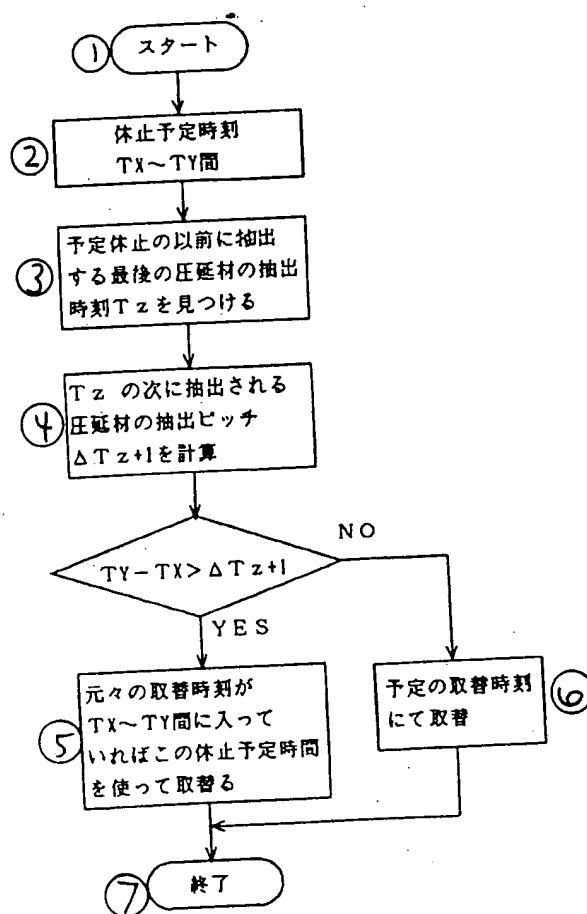 ① スタート
② 休止予定時刻
TX~TY間
③ 予定休止の以前に抽出
する最後の圧延材の抽出
時刻Tzを見つける
④ Tz の次に抽出される
圧延材の抽出ピッチ
ΔTz+1を計算
TY-TX>ΔTz+1
NO
YES
⑤ 元々の取替時刻が
TX~TY間に入って
いればこの休止予定時間
を使って取替る
⑥ 予定の取替時刻
にて取替
⑦ 終了